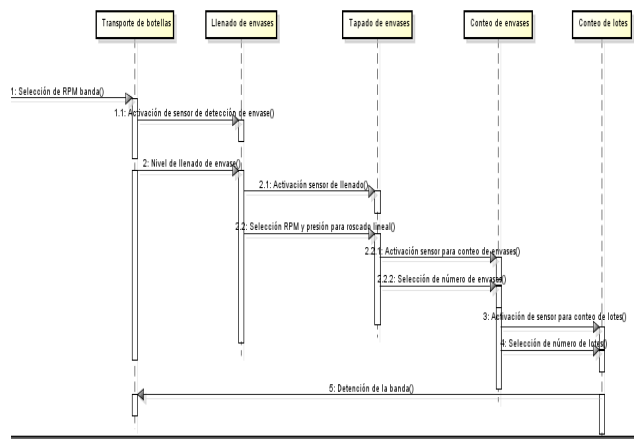 Transporte de botellas
Llenado de envases
Tapado de envases
Conteo de envases
Conteo de lotes
1: Selección de RPM banda()
1.1: Activación de sensor de detección de envase()
2: Nivel de llenado de envase()
2.1: Activación sensor de llenado()
2.2: Selección RPM y presión para roscado lineal()
2.2.1: Activación sensor para conteo de envases()
2.2.2: Selección de número de envases()
3: Activación de sensor para conteo de lotes()
4: Selección de número de lotes()
5: Detención de la banda()